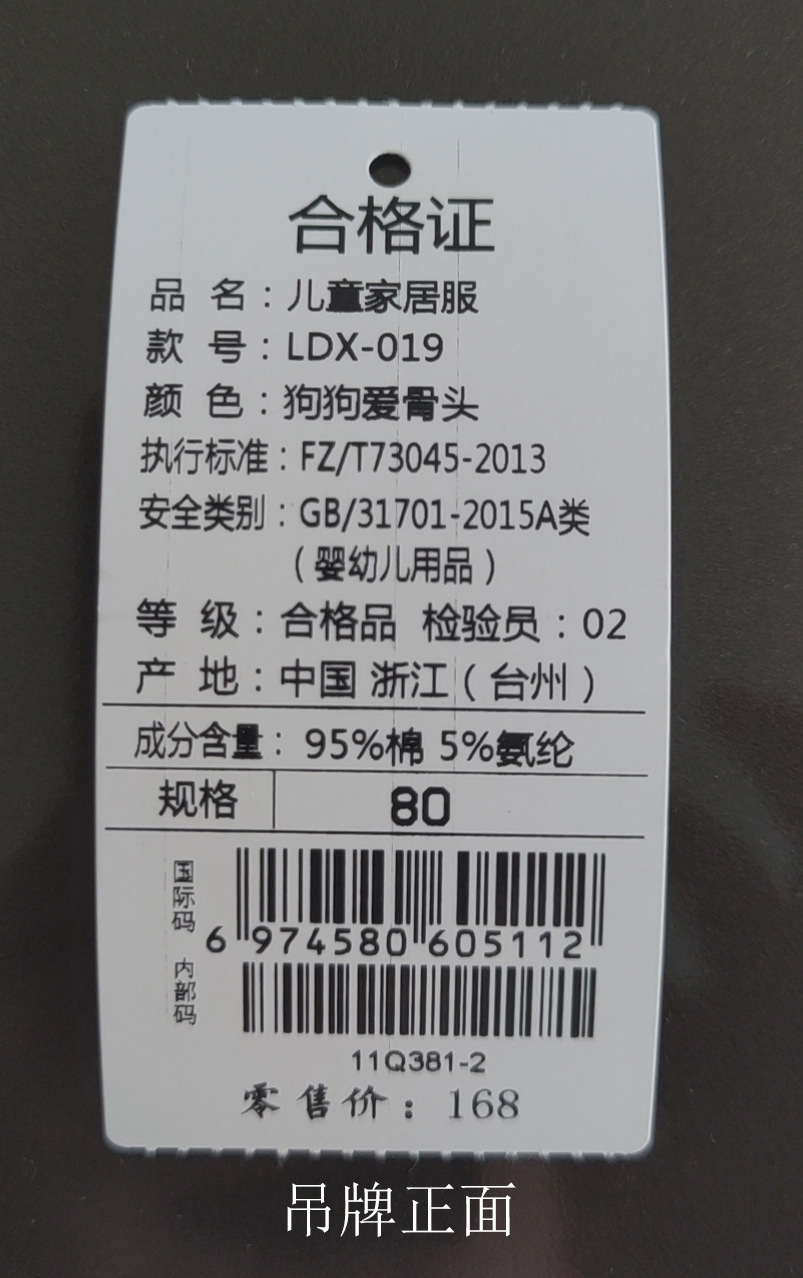 合格证
品 名：儿童家居服
款 号：LDX-019
颜 色：狗狗爱骨头
执行标准：FZ/T73045-2013
安全类别：GB/31701-2015A类
（婴幼儿用品）
等 级：合格品 检验员：02
产 地：中国 浙江（台州）
成分含量：95%棉 5%氨纶
规格 80
国际码
6 974580 605112
内部码
11Q381-2
零售价：168
吊牌正面